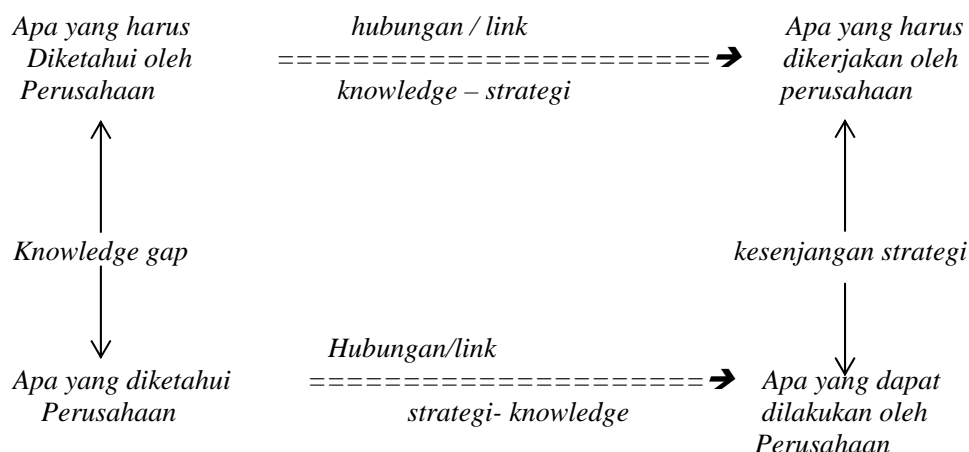 Apa yang harus hubungan / link Apa yang harus
Diketahui oleh =======================➔ dikerjakan oleh
Perusahaan knowledge – strategi perusahaan
Knowledge gap kesenjangan strategi
Hubungan/link
Apa yang diketahui =====================➔ Apa yang dapat
Perusahaan strategi- knowledge dilakukan oleh
Perusahaan